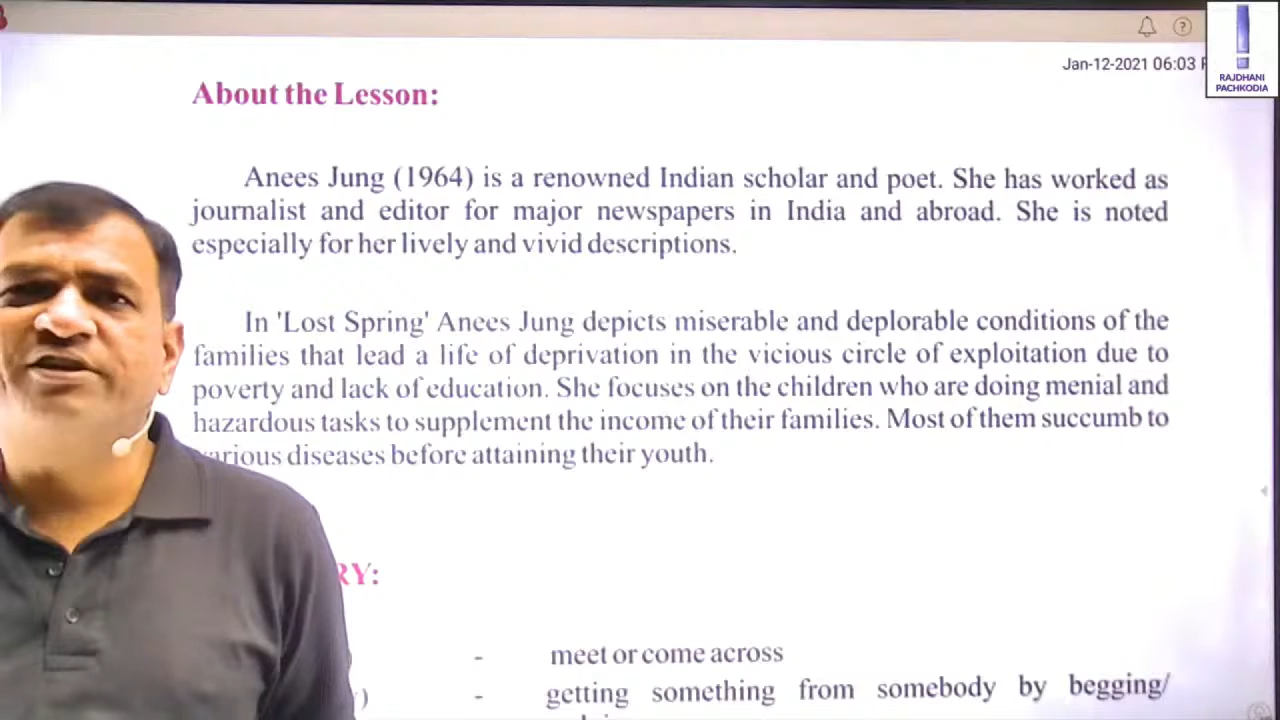 Jan-12-2021 06:03
RAJDHANI
PACHKODIA
About the Lesson:
Anees Jung (1964) is a renowned Indian scholar and poet. She has worked as
journalist and editor for major newspapers in India and abroad. She is noted
especially for her lively and vivid descriptions.
In 'Lost Spring' Anees Jung depicts miserable and deplorable conditions of the
families that lead a life of deprivation in the vicious circle of exploitation due to
poverty and lack of education. She focuses on the children who are doing menial and
hazardous tasks to supplement the income of their families. Most of them succumb to
various diseases before attaining their youth.
RY:
- meet or come across
) - getting something from somebody by begging/